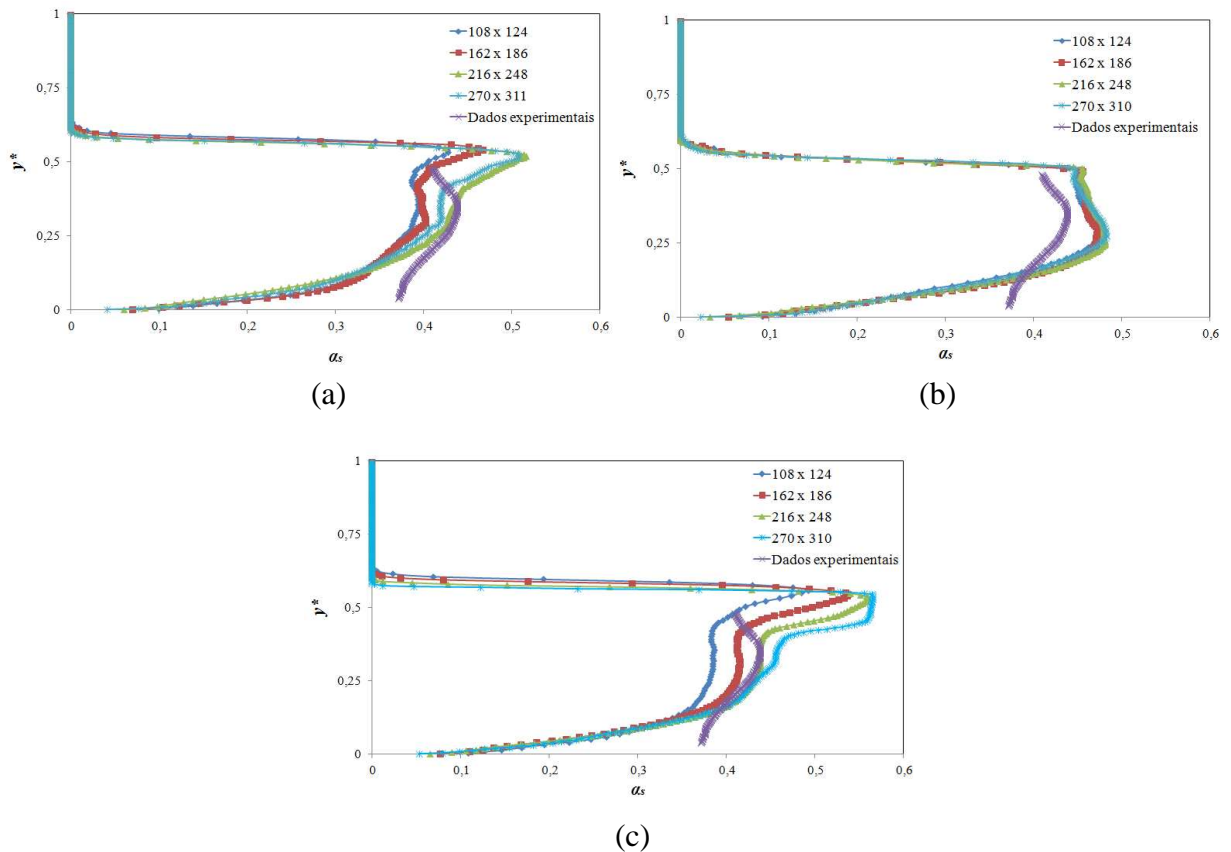 1
0,75
y*
0,5
0,25
0
108 x 124
162 x 186
216 x 248
270 x 311
Dados experimentais
0 0,1 0,2 0,3 0,4 0,5 0,6
αs
(a)
1
0,75
y*
0,5
0,25
0
108 x 124
162 x 186
216 x 248
270 x 310
Dados experimentais
0 0,1 0,2 0,3 0,4 0,5 0,6
αs
(b)
1
0,75
y*
0,5
0,25
0
108 x 124
162 x 186
216 x 248
270 x 310
Dados experimentais
0 0,1 0,2 0,3 0,4 0,5 0,6
αs
(c)